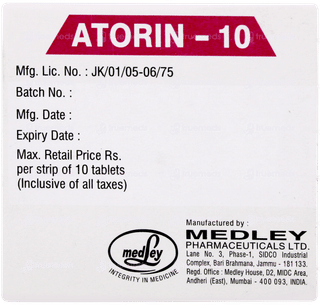 ATORIN - 10
Mfg. Lic. No. : JK/01/05-06/75
Batch No. :
Mfg. Date :
Expiry Date :
Max. Retail Price Rs.
per strip of 10 tablets
(Inclusive of all taxes)
Manufactured by :
MEDLEY
PHARMACEUTICALS LTD.
Lane No. 3, Phase-1, SIDCO Industrial
Complex, Bari Brahmana, Jammu - 181 133.
Regd. Office : Medley House, D2, MIDC Area,
Andheri (East), Mumbai - 400 093, INDIA.
medley
INTEGRITY IN MEDICINE